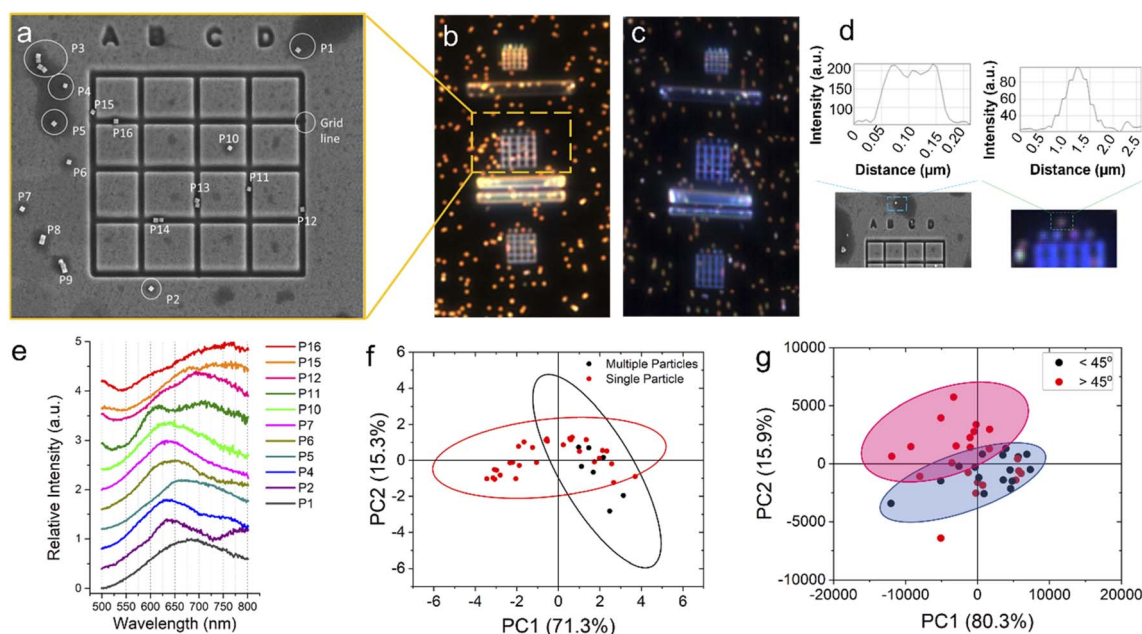 a
A B C D
P1
P3
P4
P15
P5
P16
P10
Grid line
P6
P11
P13
P7
P12
P14
P8
P9
P2
b
c
d
Intensity (a.u.)
200
150
100
50
0
0.05
0.10
0.15
0.20
Distance (µm)
Intensity (a.u.)
80
60
40
0
0.5
1.0
1.5
2.0
2.5
Distance (µm)
A B C D
e
Relative Intensity (a.u.)
5
4
3
2
1
0
500 550 600 650 700 750 800
Wavelength (nm)
P16
P15
P12
P11
P10
P7
P6
P5
P4
P2
P1
f
Multiple Particles
Single Particle
PC2 (15.3%)
6
4
2
0
-2
-4
-6
-6 -4 -2 0 2 4 6
PC1 (71.3%)
g
< 45º
> 45º
PC2 (15.9%)
10000
5000
0
-5000
-10000
-20000 -10000 0 10000 20000
PC1 (80.3%)